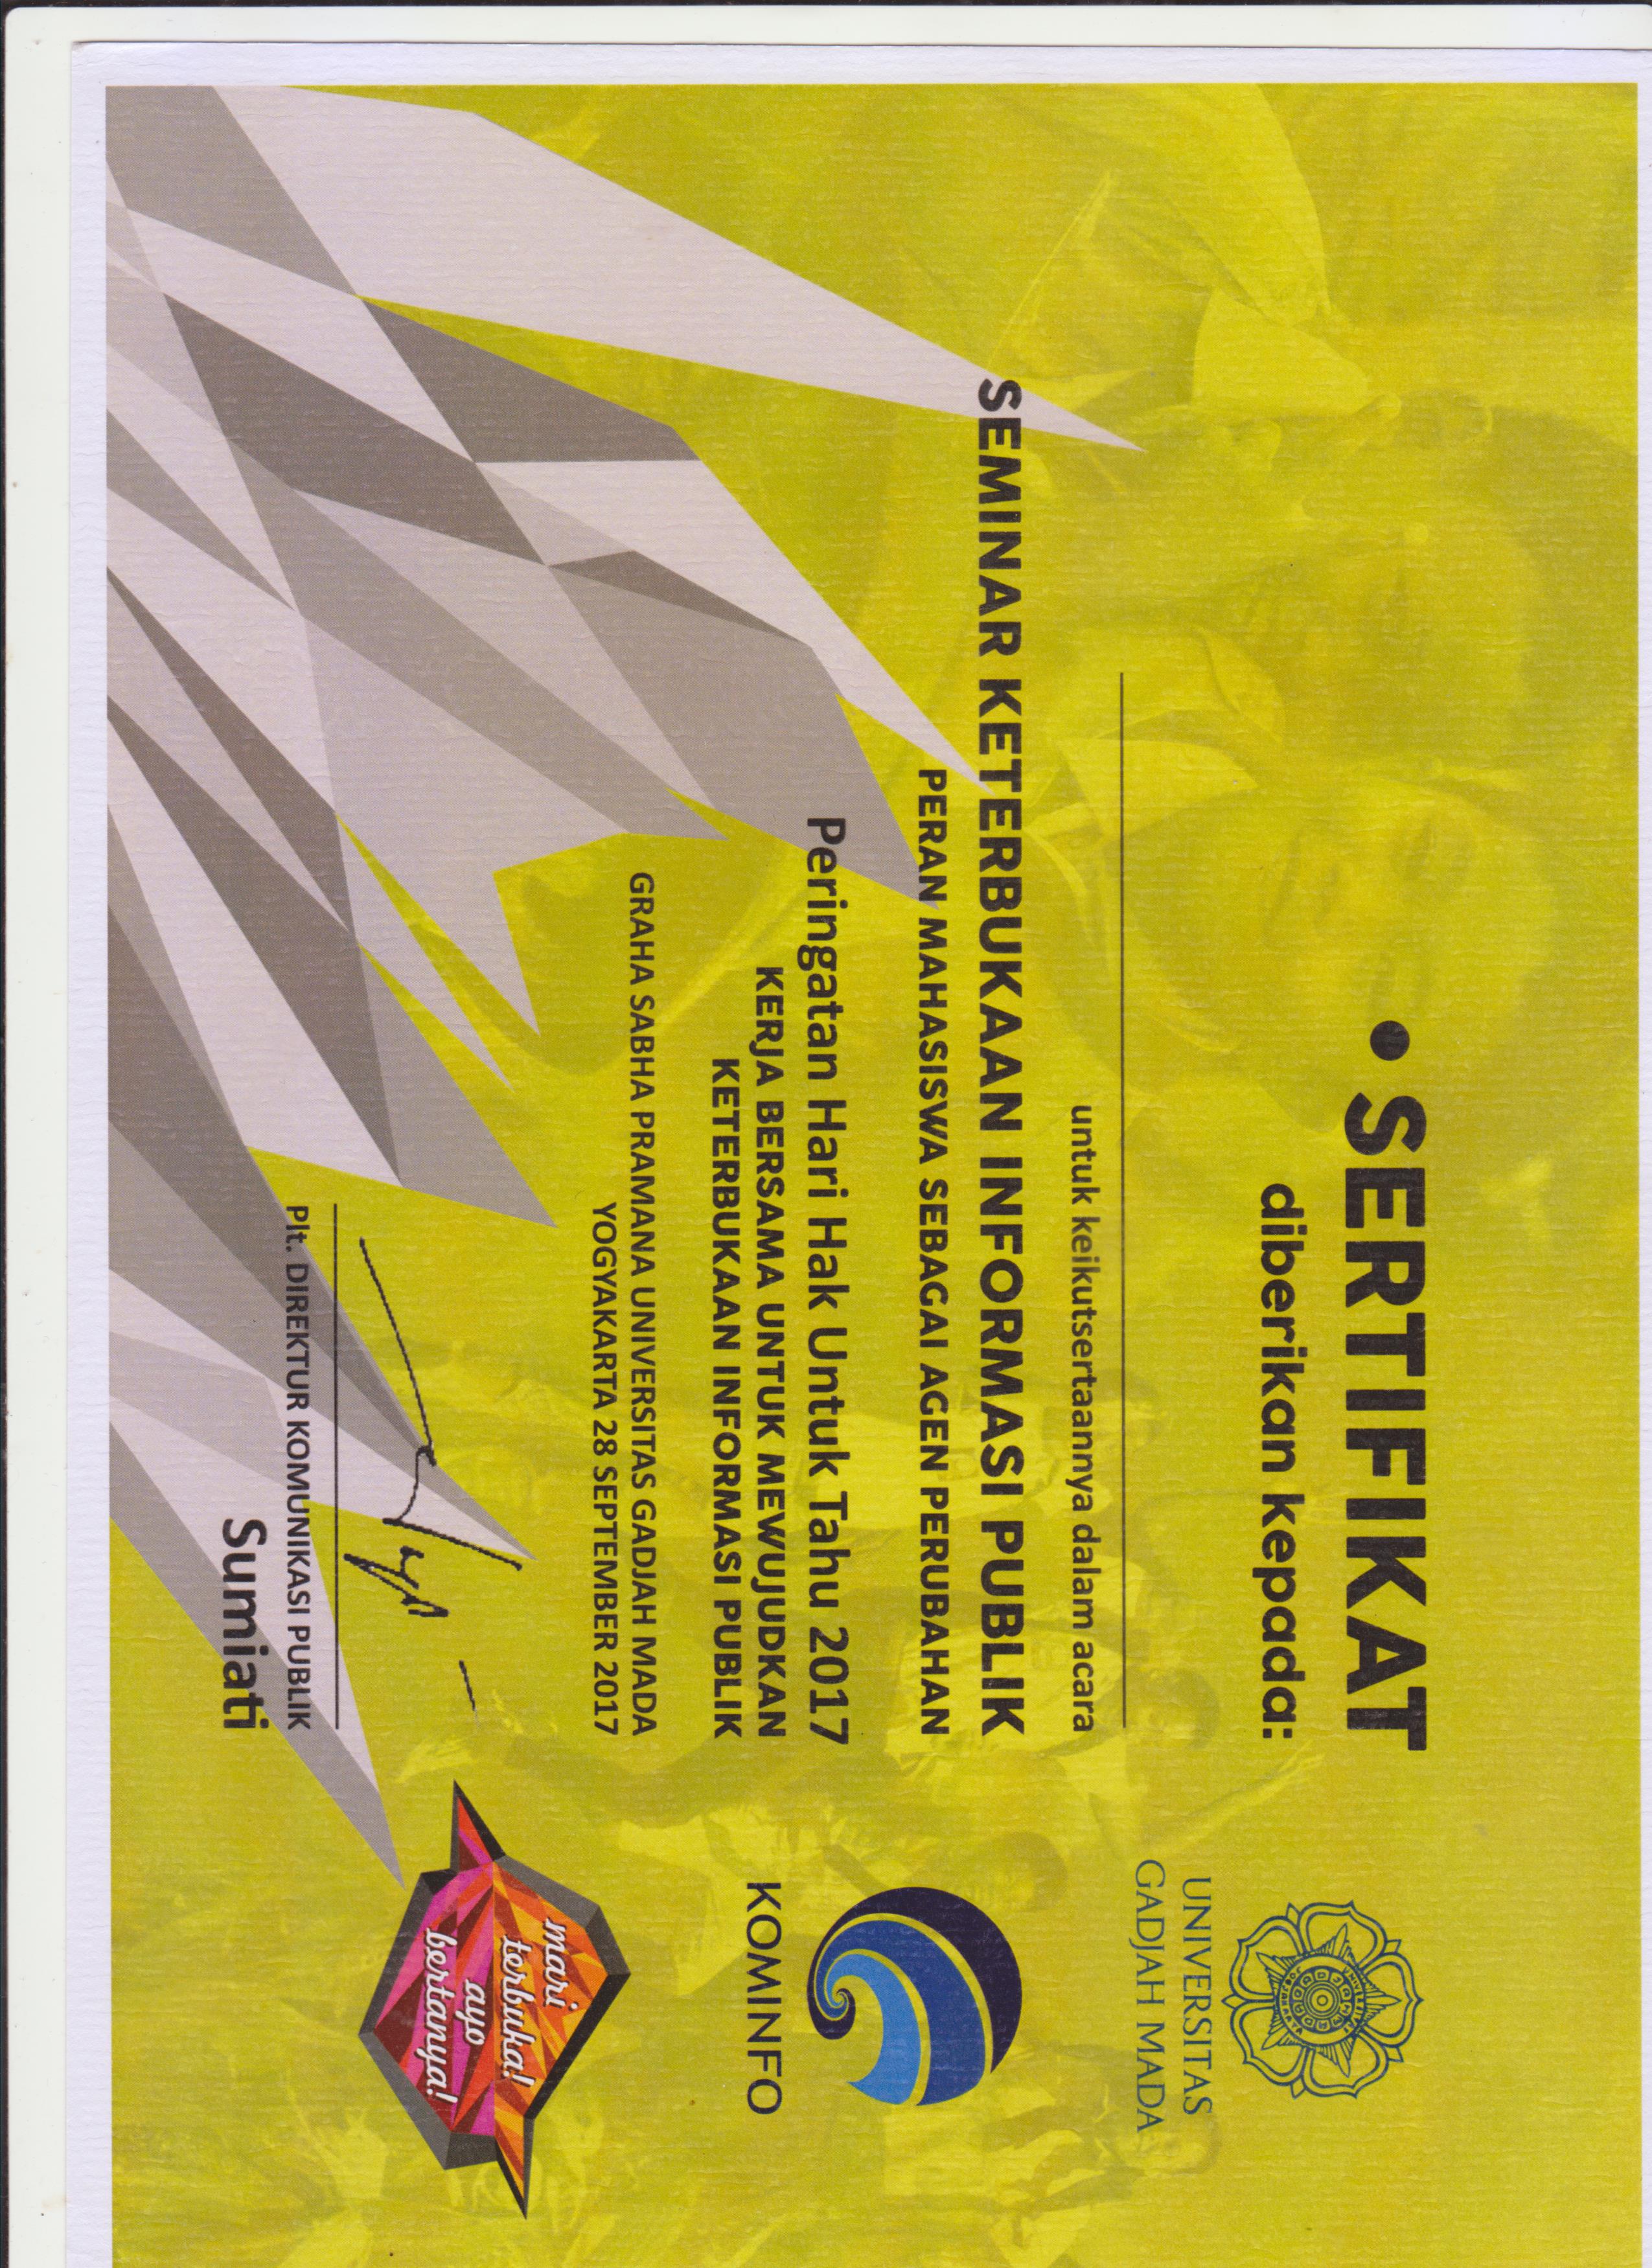 • SERTIFIKAT
diberikan kepada:
untuk keikutsertaannya dalam acara
SEMINAR KETERBUKAAN INFORMASI PUBLIK
PERAN MAHASISWA SEBAGAI AGEN PERUBAHAN
Peringatan Hari Hak Untuk Tahu 2017
KERJA BERSAMA UNTUK MEWUJUDKAN
KETERBUKAAN INFORMASI PUBLIK
GRAHA SABHA PRAMANA UNIVERSITAS GADJAH MADA
YOGYAKARTA 28 SEPTEMBER 2017
Plt. DIREKTUR KOMUNIKASI PUBLIK
Sumiati
UNIVERSITAS
GADJAH MADA
KOMINFO
mari
terbuka!
ayo
bertanya!